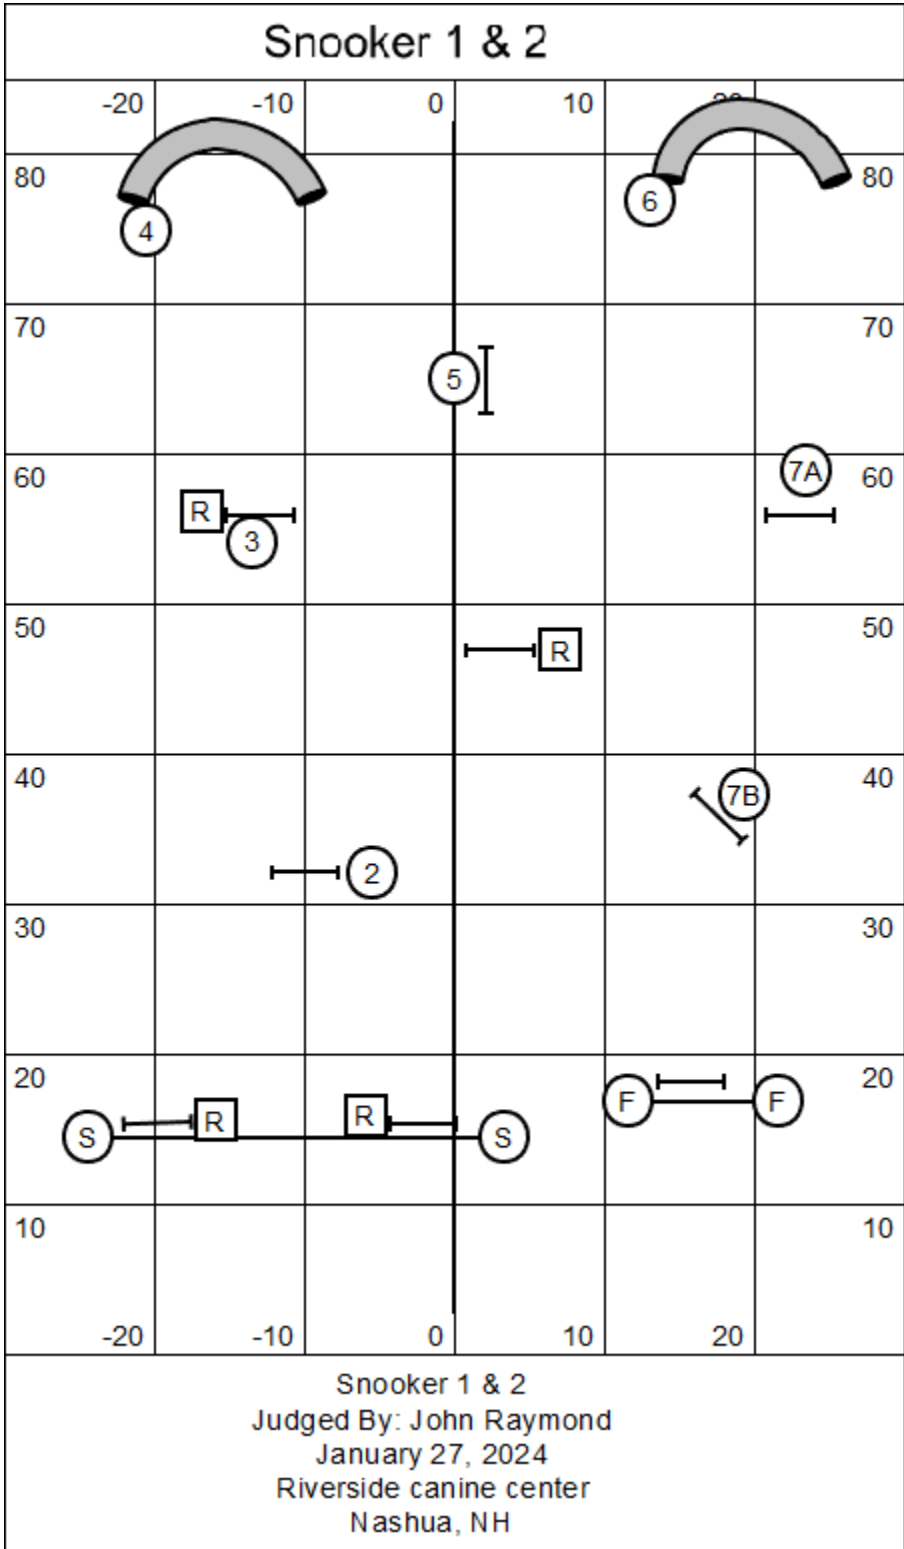 Snooker 1 & 2
-20 -10 0 10 20
80 80
6
4
70 70
5
60 7A 60
R
3
50 50
R
40 40
7B
2
30 30
20 20
R R F F
S S
10 10
-20 -10 0 10 20
Snooker 1 & 2
Judged By: John Raymond
January 27, 2024
Riverside canine center
Nashua, NH